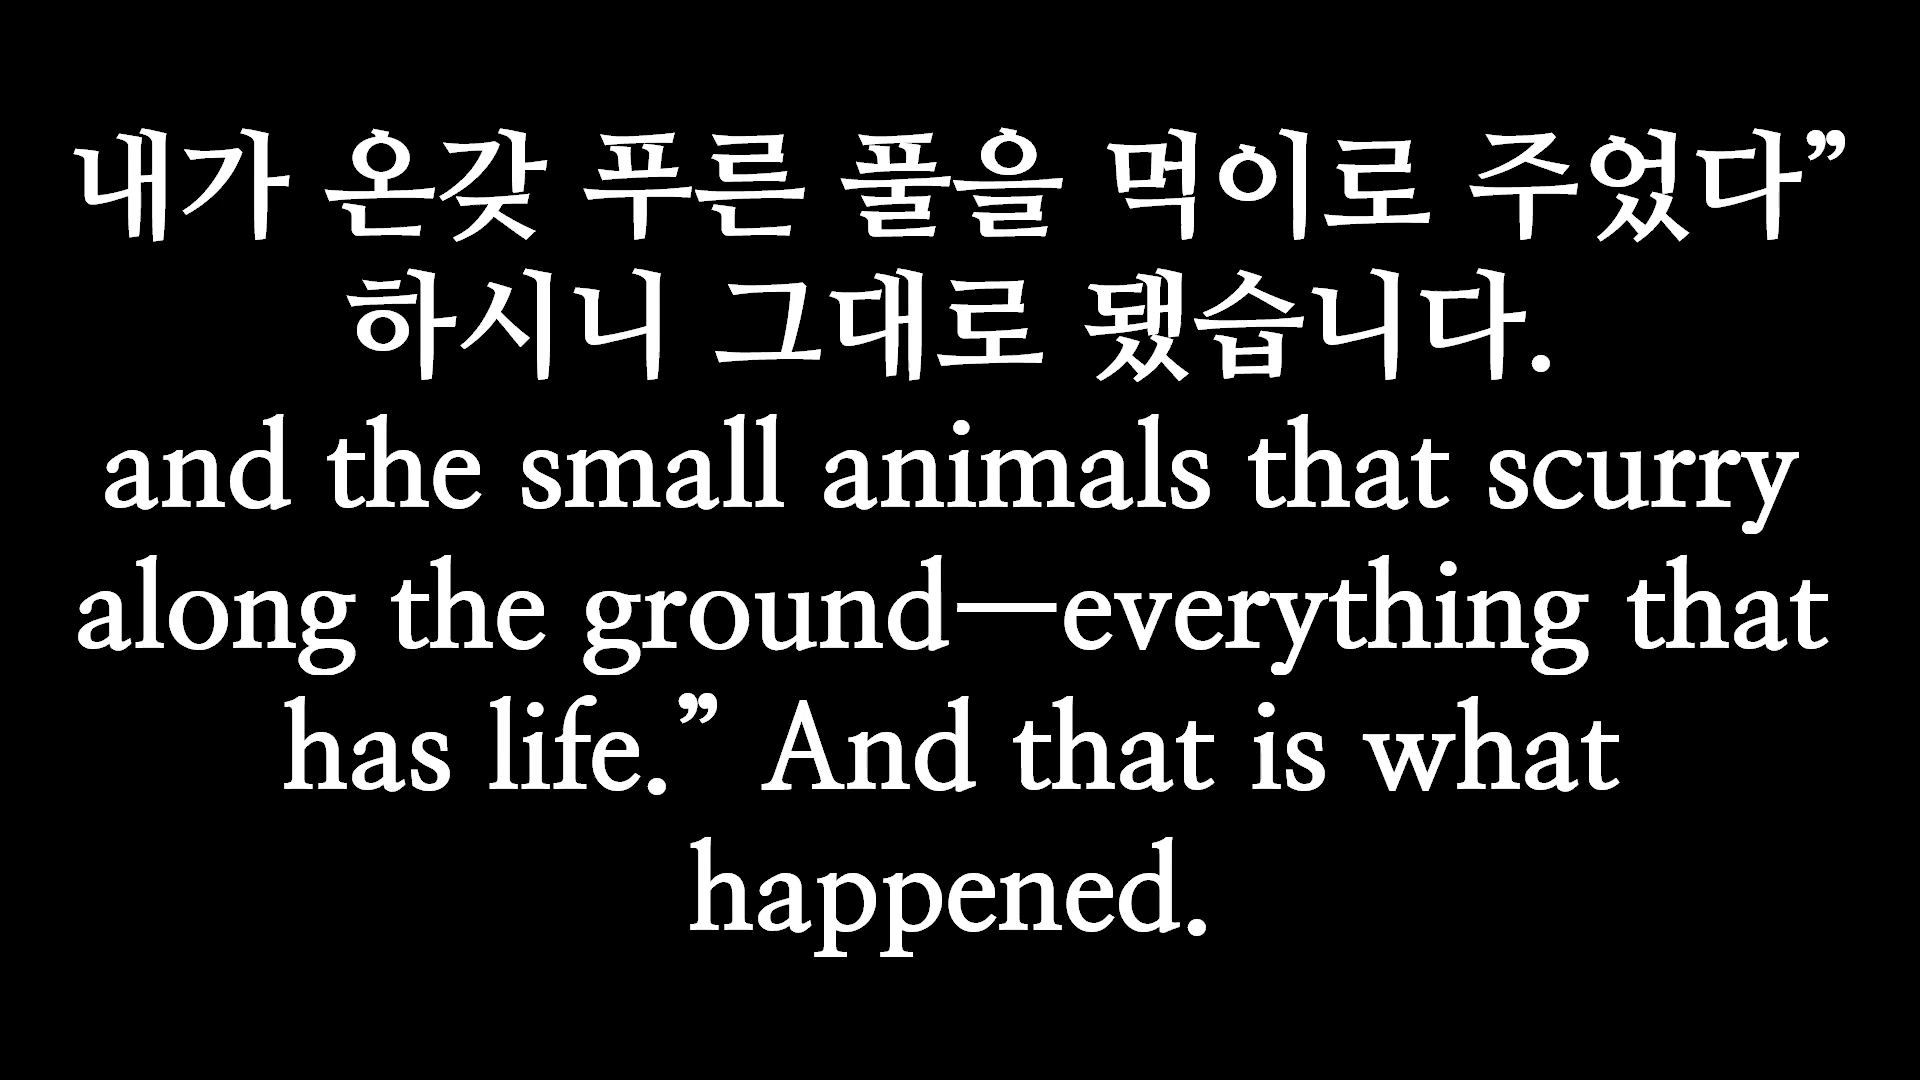 내가 온갖 푸른 풀을 먹이로 주었다”
하시니 그대로 됐습니다.
and the small animals that scurry
along the ground—everything that
has life.” And that is what
happened.